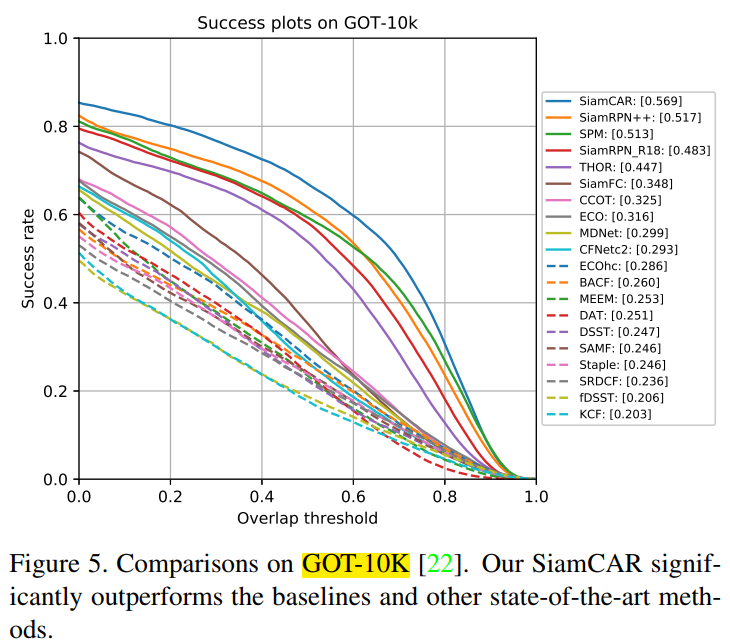 Success plots on GOT-10k
1.0
0.8
0.6
0.4
0.2
0.0
Success rate
0.0 0.2 0.4 0.6 0.8 1.0
Overlap threshold
SiamCAR: [0.569]
SiamRPN++: [0.517]
SPM: [0.513]
SiamRPN_R18: [0.483]
THOR: [0.447]
SiamFC: [0.348]
CCOT: [0.325]
ECO: [0.316]
MDNet: [0.299]
CFNetc2: [0.293]
ECOhc: [0.286]
BACF: [0.260]
MEEM: [0.253]
DAT: [0.251]
DSST: [0.247]
SAMF: [0.246]
Staple: [0.246]
SRDCF: [0.236]
fDSST: [0.206]
KCF: [0.203]
Figure 5. Comparisons on GOT-10K [22]. Our SiamCAR signif-
icantly outperforms the baselines and other state-of-the-art meth-
ods.